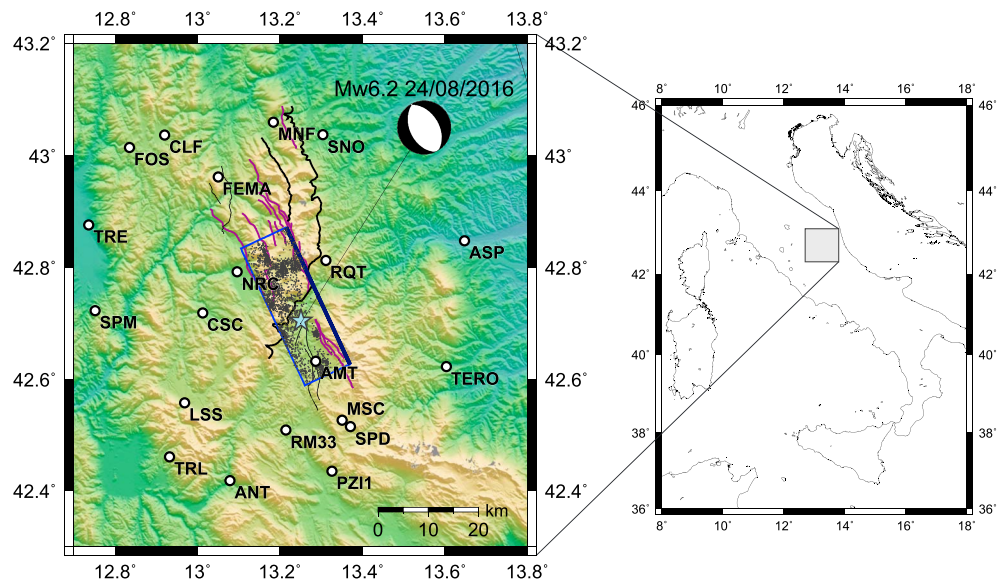 12.8˚ 13˚ 13.2˚ 13.4˚ 13.6˚ 13.8˚
43.2˚ 43.2˚
Mw6.2 24/08/2016
8˚ 10˚ 12˚ 14˚ 16˚ 18˚
46˚ 46˚
MNF
SNO
CLF
43˚ 43˚
FOS
FEMA
44˚ 44˚
TRE
ASP
42.8˚ 42.8˚
RQT
NRC
42˚ 42˚
SPM
CSC
40˚ 40˚
AMT
TERO
42.6˚ 42.6˚
LSS
MSC
SPD
RM33
38˚ 38˚
TRL
PZI1
ANT
42.4˚ 42.4˚
km
0 10 20
36˚ 36˚
8˚ 10˚ 12˚ 14˚ 16˚ 18˚
12.8˚ 13˚ 13.2˚ 13.4˚ 13.6˚ 13.8˚